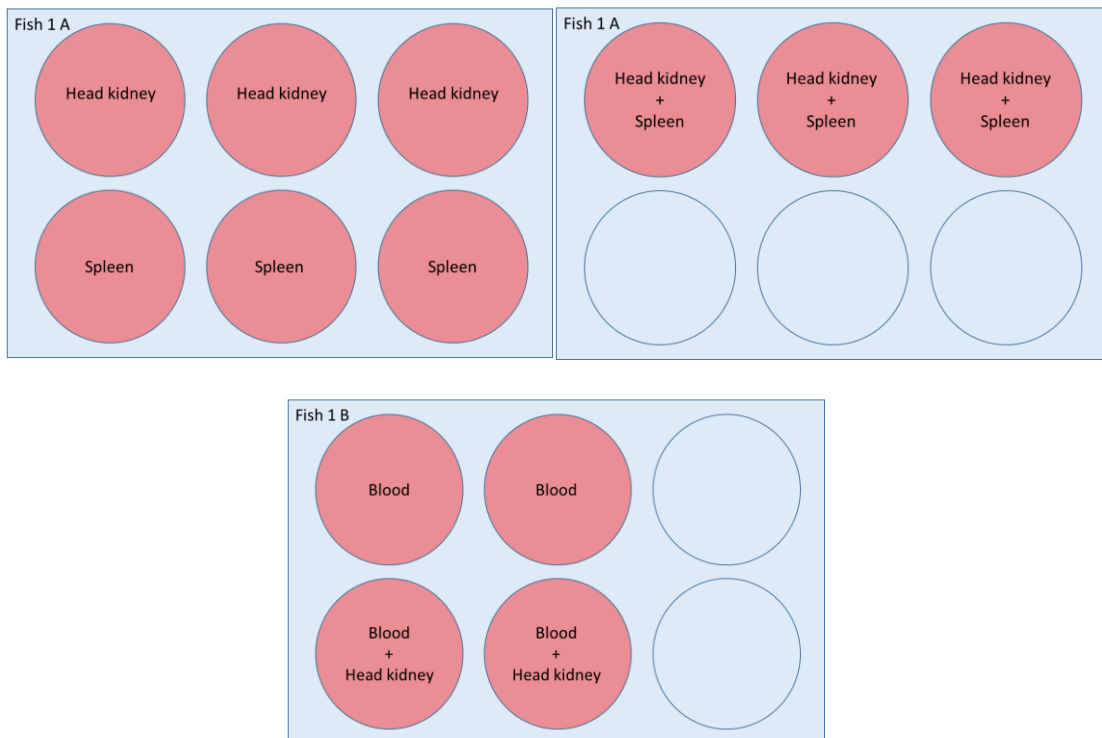 Fish 1 A
Head kidney
Head kidney
Head kidney
Spleen
Spleen
Spleen
Fish 1 A
Head kidney
+
Spleen
Head kidney
+
Spleen
Head kidney
+
Spleen
Fish 1 B
Blood
Blood
Blood
+
Head kidney
Blood
+
Head kidney